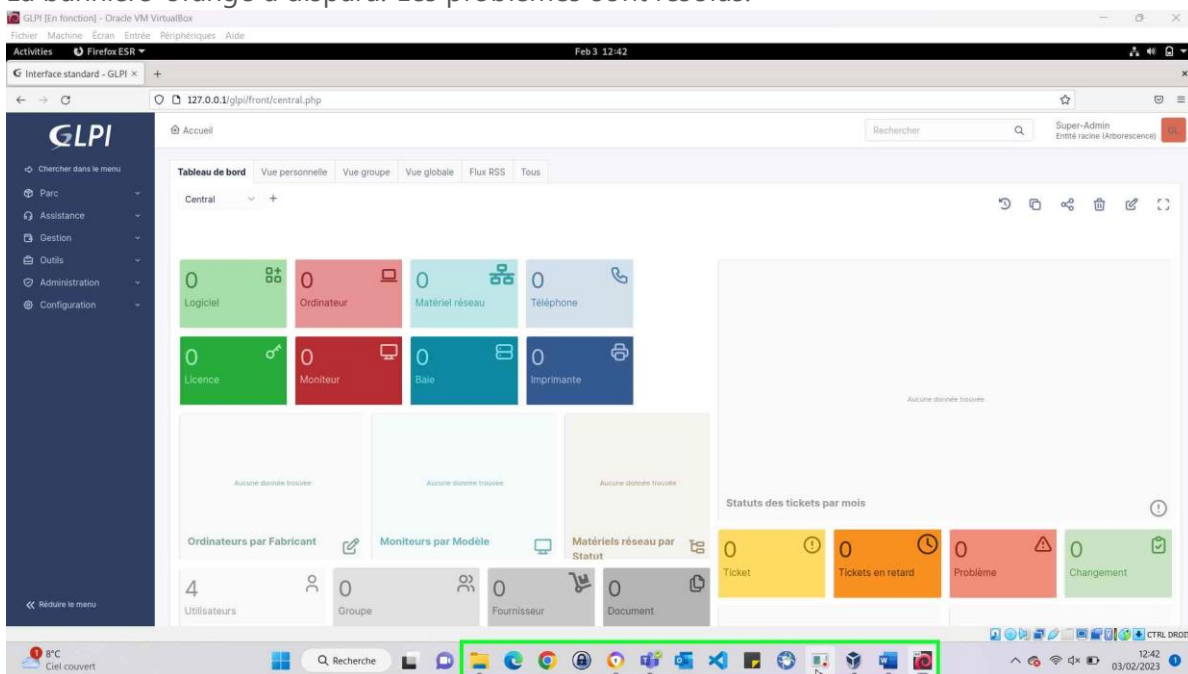 La bannière orange a disparu. Les problèmes sont résolus.
GLPI [En fonction] - Oracle VM VirtualBox
Fichier Machine Écran Entrée Périphériques Aide
Activities Firefox ESR Feb 3 12:42
Interface standard - GLPI
127.0.0.1/glpi/front/central.php
GLPI
Accueil
Rechercher
Super-Admin
Entité racine (Arborescence)
Chercher dans le menu
Parc
Assistance
Gestion
Outils
Administration
Configuration
Réduire le menu
Tableau de bord Vue personnelle Vue groupe Vue globale Flux RSS Tous
Central
0
Logiciel
0
Ordinateur
0
Matériel réseau
0
Téléphone
0
Licence
0
Moniteur
0
Baie
0
Imprimante
Aucune donnée trouvée
Aucune donnée trouvée
Aucune donnée trouvée
Aucune donnée trouvée
Ordinateurs par Fabricant
Moniteurs par Modèle
Matériels réseau par
Statut
Statuts des tickets par mois
4
Utilisateurs
0
Groupe
0
Fournisseur
0
Document
0
Ticket
0
Tickets en retard
0
Problème
0
Changement
CTRL DROITE
8°C
Ciel couvert
Recherche
12:42
03/02/2023